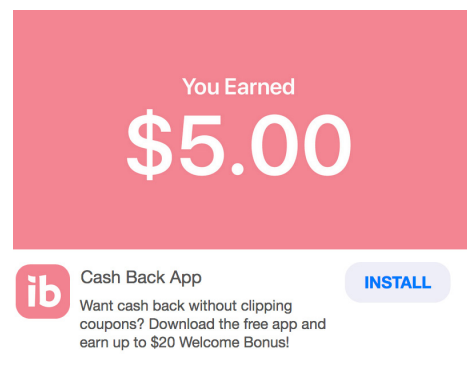 You Earned
$5.00
ib
Cash Back App
INSTALL
Want cash back without clipping
coupons? Download the free app and
earn up to $20 Welcome Bonus!